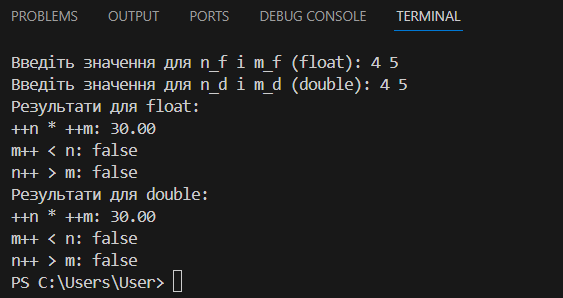 PROBLEMS OUTPUT PORTS DEBUG CONSOLE TERMINAL
Введіть значення для n_f і m_f (float): 4 5
Введіть значення для n_d і m_d (double): 4 5
Результати для float:
++n * ++m: 30.00
m++ < n: false
n++ > m: false
Результати для double:
++n * ++m: 30.00
m++ < n: false
n++ > m: false
PS C:\Users\User>